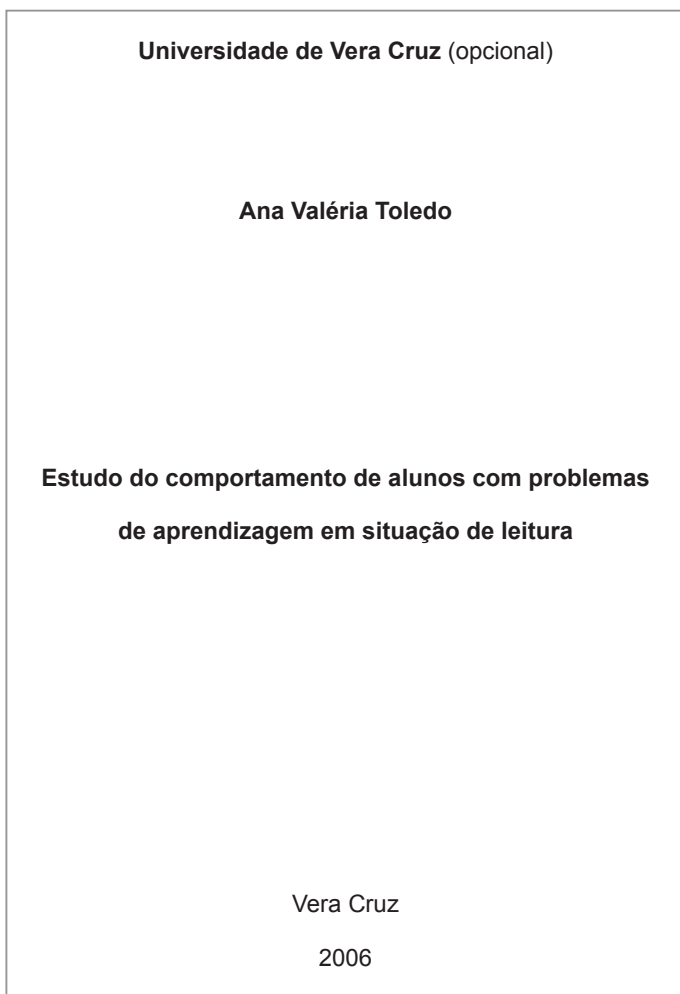 Universidade de Vera Cruz (opcional)
Ana Valéria Toledo
Estudo do comportamento de alunos com problemas
de aprendizagem em situação de leitura
Vera Cruz
2006